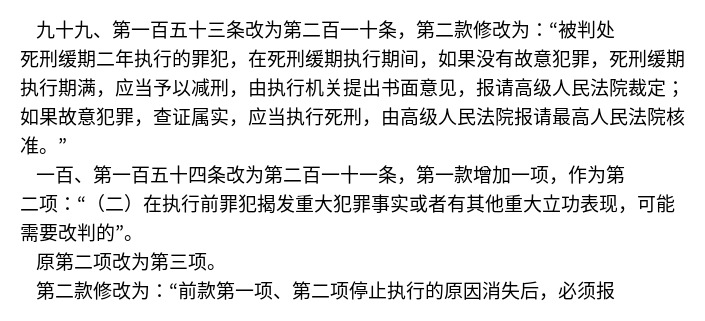 九十九、第一百五十三条改为第二百一十条，第二款修改为：“被判处
死刑缓期二年执行的罪犯，在死刑缓期执行期间，如果没有故意犯罪，死刑缓期
执行期满，应当予以减刑，由执行机关提出书面意见，报请高级人民法院裁定；
如果故意犯罪，查证属实，应当执行死刑，由高级人民法院报请最高人民法院核
准。”
一百、第一百五十四条改为第二百一十一条，第一款增加一项，作为第
二项：“（二）在执行前罪犯揭发重大犯罪事实或者有其他重大立功表现，可能
需要改判的”。
原第二项改为第三项。
第二款修改为：“前款第一项、第二项停止执行的原因消失后，必须报